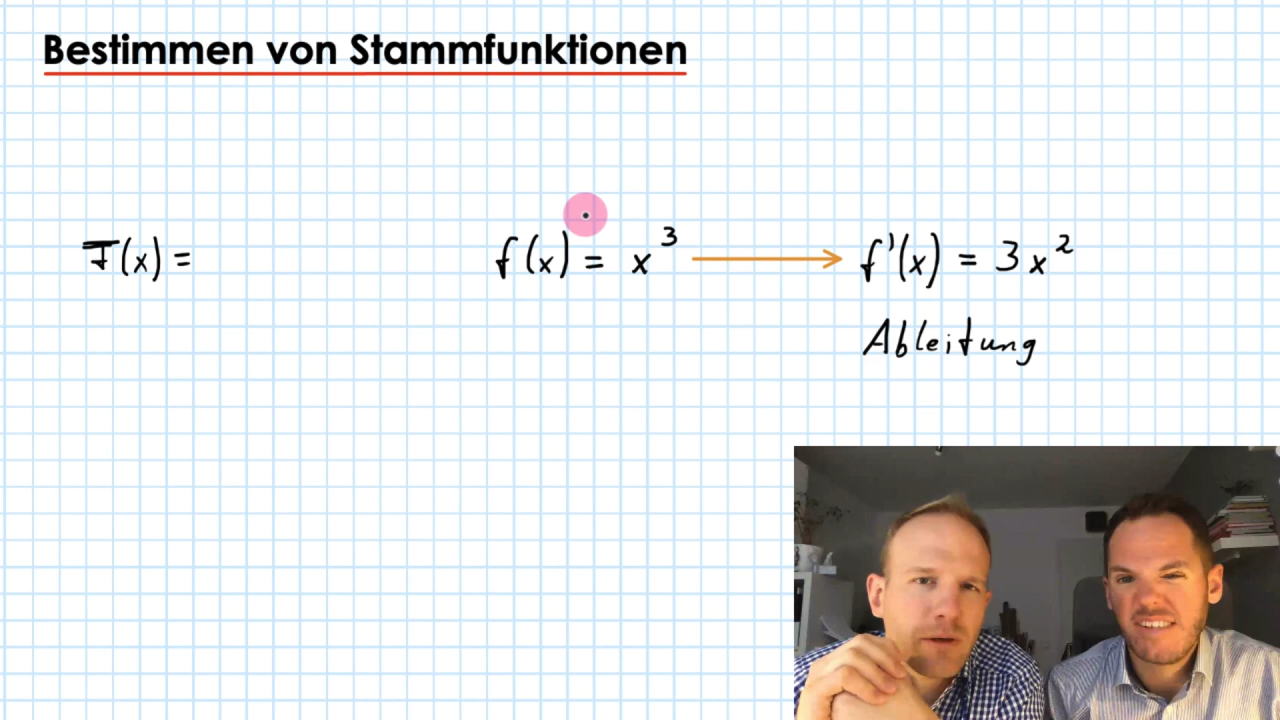 Bestimmen von Stammfunktionen
F(x) = f(x) = x³ → f'(x) = 3x²
Ableitung